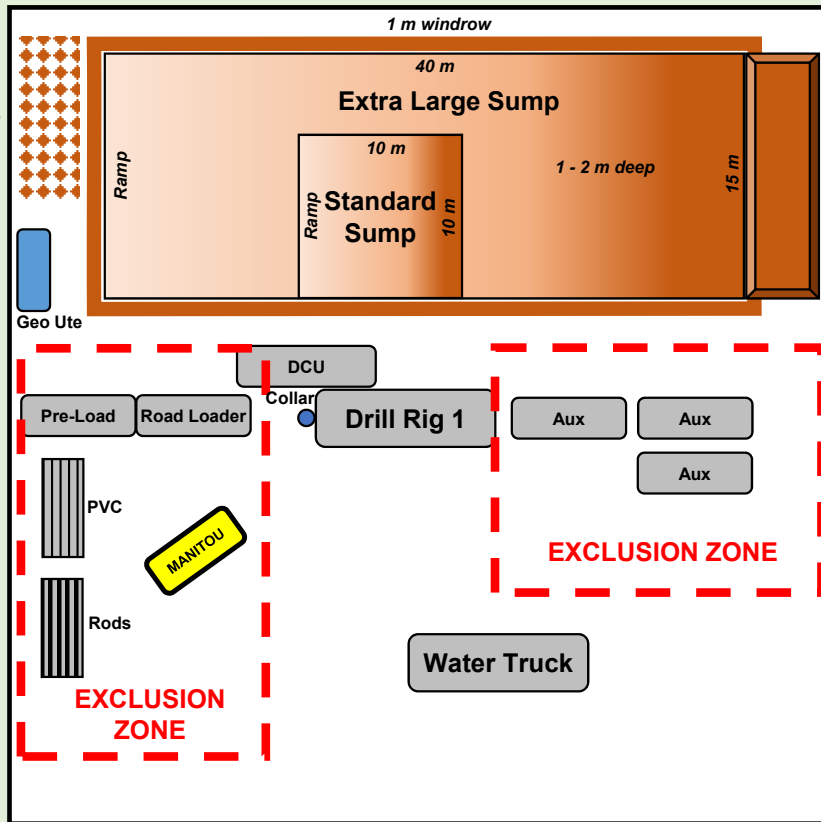 1 m windrow
40 m
Extra Large Sump
10 m
1 - 2 m deep
Ramp
Ramp
Standard
Sump
10 m
15 m
Geo Ute
DCU
Collar
Pre-Load
Road Loader
Drill Rig 1
Aux
Aux
Aux
PVC
MANITOU
EXCLUSION ZONE
Rods
Water Truck
EXCLUSION
ZONE